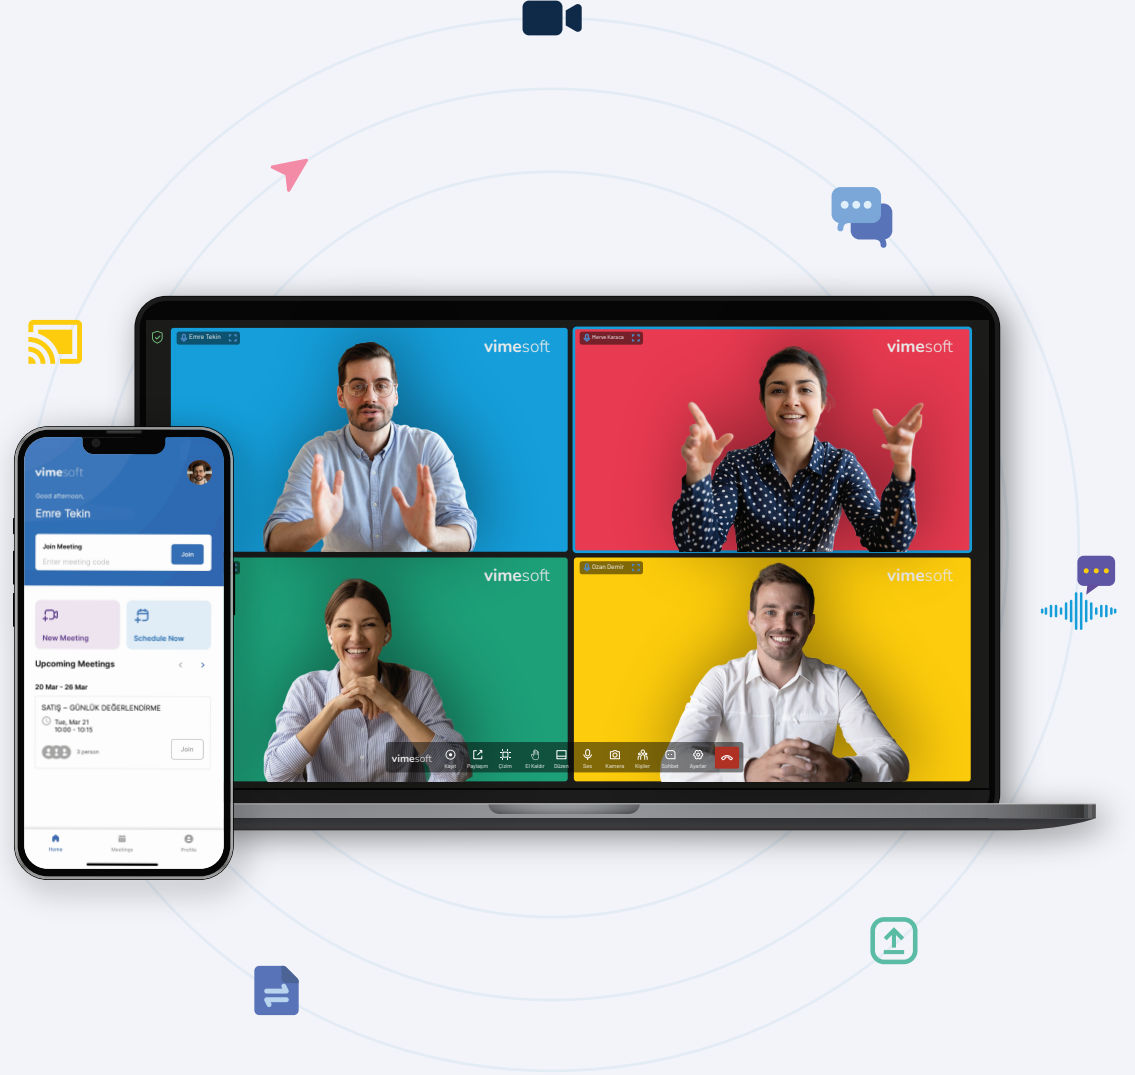 Emre Tekin
vimesoft
Merve Karaca
vimesoft
vimesoft
Ozan Demir
vimesoft
vimesoft
Kayıt
Paylaşım
Çizim
El Kaldır
Düzen
Ses
Kamera
Kişiler
Sohbet
Ayarlar
vimesoft
Good afternoon,
Emre Tekin
Join Meeting
Enter meeting code
Join
New Meeting
Schedule Now
Upcoming Meetings
20 Mar - 26 Mar
SATIŞ – GÜNLÜK DEĞERLENDİRME
Tue, Mar 21
10:00 - 10:15
3 person
Join
Home
Meetings
Profile